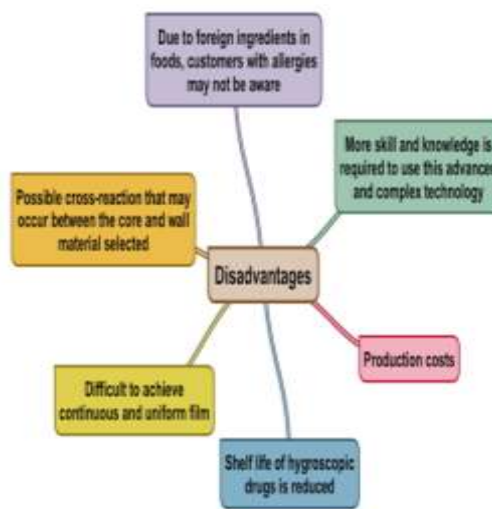 Due to foreign ingredients in
foods, customers with allergies
may not be aware
More skill and knowledge is
required to use this advanced
and complex technology
Possible cross-reaction that may
occur between the core and wall
material selected
Disadvantages
Production costs
Difficult to achieve
continuous and uniform film
Shelf life of hygroscopic
drugs is reduced